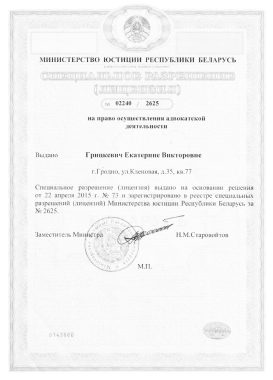 МИНИСТЕРСТВО ЮСТИЦИИ РЕСПУБЛИКИ БЕЛАРУСЬ
СПЕЦИАЛЬНОЕ РАЗРЕШЕНИЕ
(ЛИЦЕНЗИЯ)
№ 02240 / 2625
на право осуществления адвокатской
деятельности
Выдано Гришкевич Екатерине Викторовне
г.Гродно, ул.Кленовая, д.35, кв.77
Специальное разрешение (лицензия) выдано на основании решения
от 22 апреля 2015 г. № 73 и зарегистрировано в реестре специальных
разрешений (лицензий) Министерства юстиции Республики Беларусь за
№ 2625.
Заместитель Министра Н.М.Старовойтов
М.П.